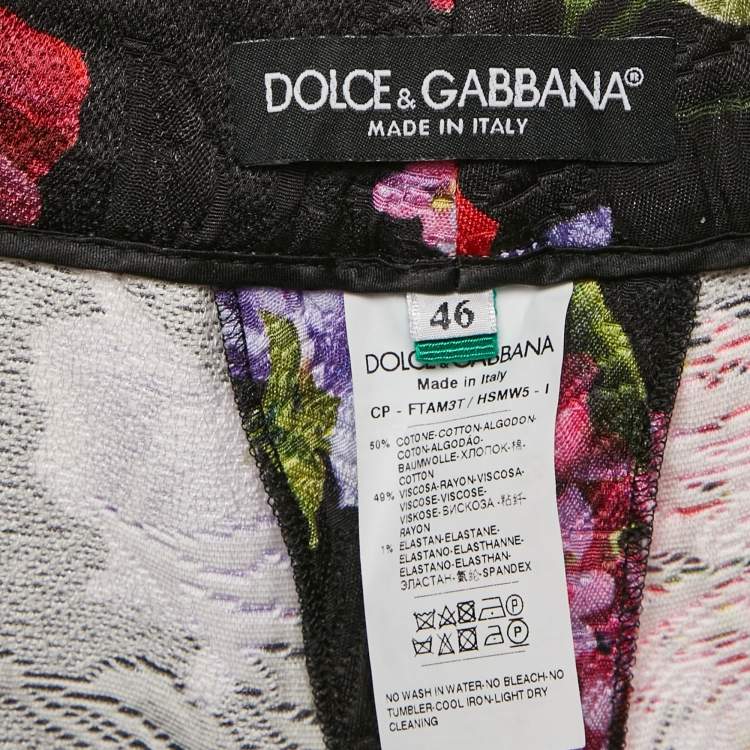 DOLCE & GABBANA®
MADE IN ITALY
46
DOLCE & GABBANA
Made in Italy
CP - FTAM3T / HSMW5 - I
50% COTONE-COTTON-ALGODON-
COTON-ALGODÃO-
BAUMWOLLE-ХЛОПОК-棉-
COTTON
49% VISCOSA-RAYON-VISCOSA-
VISCOSE-VISCOSE-
VISKOSE-ВИСКОЗА-粘纤-
RAYON
1% ELASTAN-ELASTANE-
ELASTANO-ELASTHANNE-
ELASTANO-ELASTHAN-
ЭЛАСТАН-氨纶-SPANDEX
P
P
NO WASH IN WATER-NO BLEACH-NO
TUMBLER-COOL IRON-LIGHT DRY
CLEANING